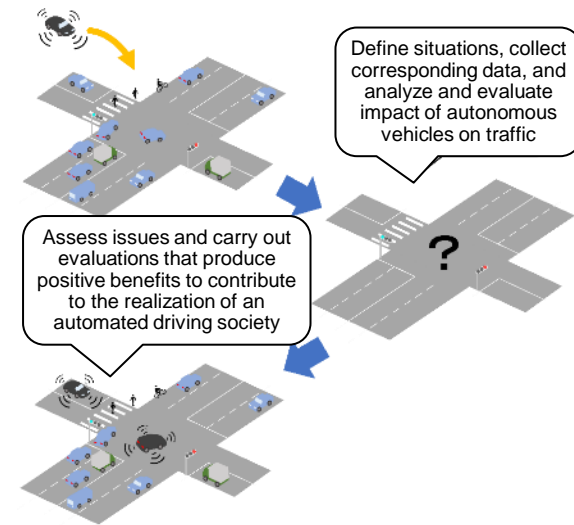 Define situations, collect
corresponding data, and
analyze and evaluate
impact of autonomous
vehicles on traffic
?
Assess issues and carry out
evaluations that produce
positive benefits to contribute
to the realization of an
automated driving society